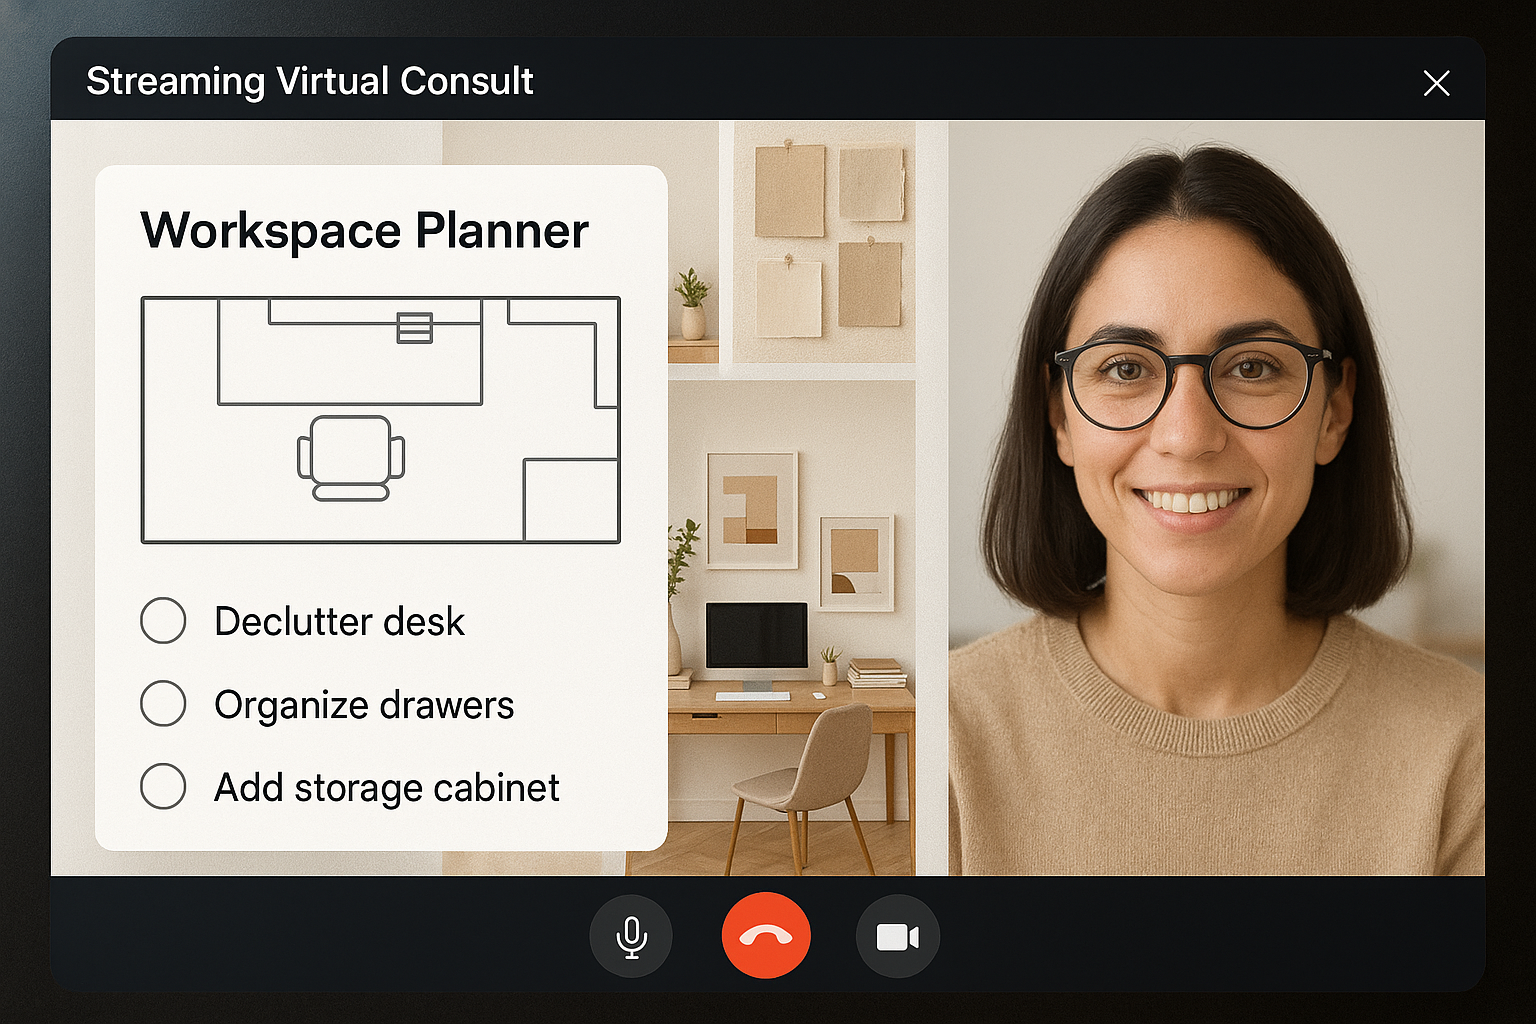 Streaming Virtual Consult
Workspace Planner
Declutter desk
Organize drawers
Add storage cabinet